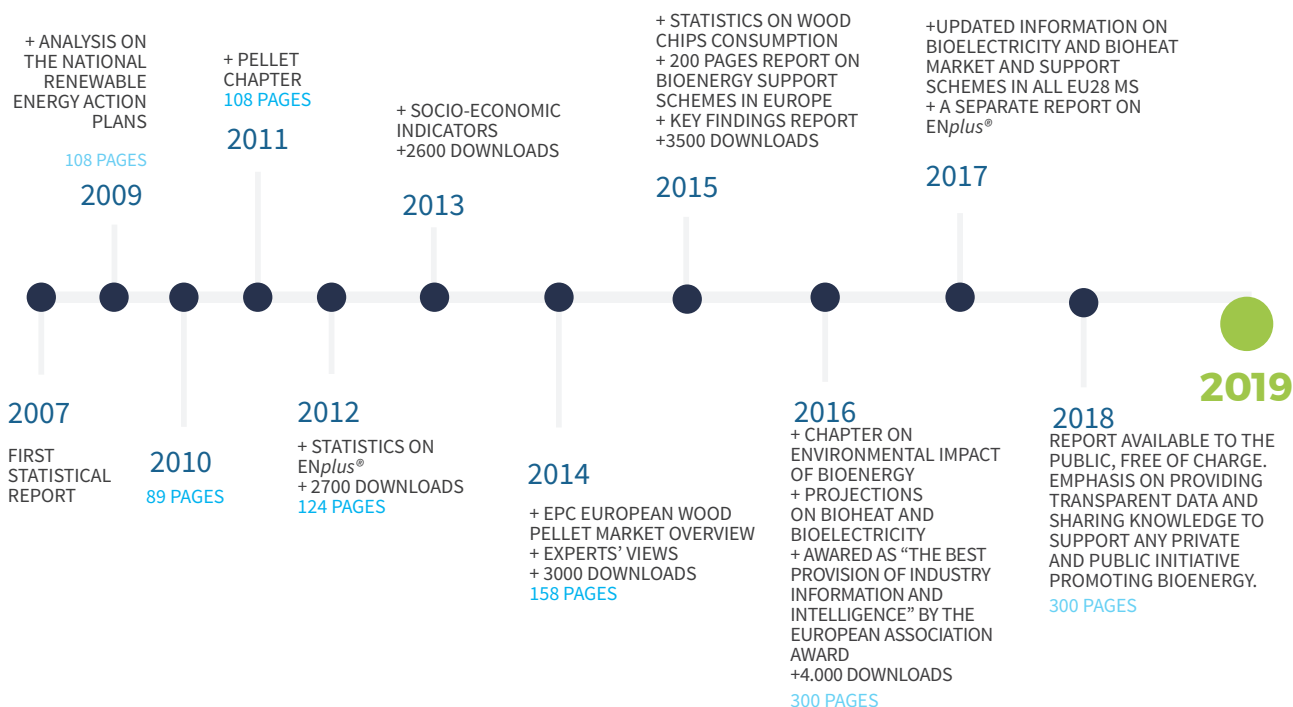 + ANALYSIS ON
THE NATIONAL
RENEWABLE
ENERGY ACTION
PLANS
108 PAGES
2009
+ PELLET
CHAPTER
108 PAGES
2011
+ SOCIO-ECONOMIC
INDICATORS
+2600 DOWNLOADS
2013
+ STATISTICS ON WOOD
CHIPS CONSUMPTION
+ 200 PAGES REPORT ON
BIOENERGY SUPPORT
SCHEMES IN EUROPE
+ KEY FINDINGS REPORT
+3500 DOWNLOADS
2015
+UPDATED INFORMATION ON
BIOELECTRICITY AND BIOHEAT
MARKET AND SUPPORT
SCHEMES IN ALL EU28 MS
+ A SEPARATE REPORT ON
ENplus®
2017
2007
FIRST
STATISTICAL
REPORT
2010
89 PAGES
2012
+ STATISTICS ON
ENplus®
+ 2700 DOWNLOADS
124 PAGES
2014
+ EPC EUROPEAN WOOD
PELLET MARKET OVERVIEW
+ EXPERTS’ VIEWS
+ 3000 DOWNLOADS
158 PAGES
2016
+ CHAPTER ON
ENVIRONMENTAL IMPACT
OF BIOENERGY
+ PROJECTIONS
ON BIOHEAT AND
BIOELECTRICITY
+ AWARED AS “THE BEST
PROVISION OF INDUSTRY
INFORMATION AND
INTELLIGENCE” BY THE
EUROPEAN ASSOCIATION
AWARD
+4.000 DOWNLOADS
300 PAGES
2018
REPORT AVAILABLE TO THE
PUBLIC, FREE OF CHARGE.
EMPHASIS ON PROVIDING
TRANSPARENT DATA AND
SHARING KNOWLEDGE TO
SUPPORT ANY PRIVATE
AND PUBLIC INITIATIVE
PROMOTING BIOENERGY.
300 PAGES
2019